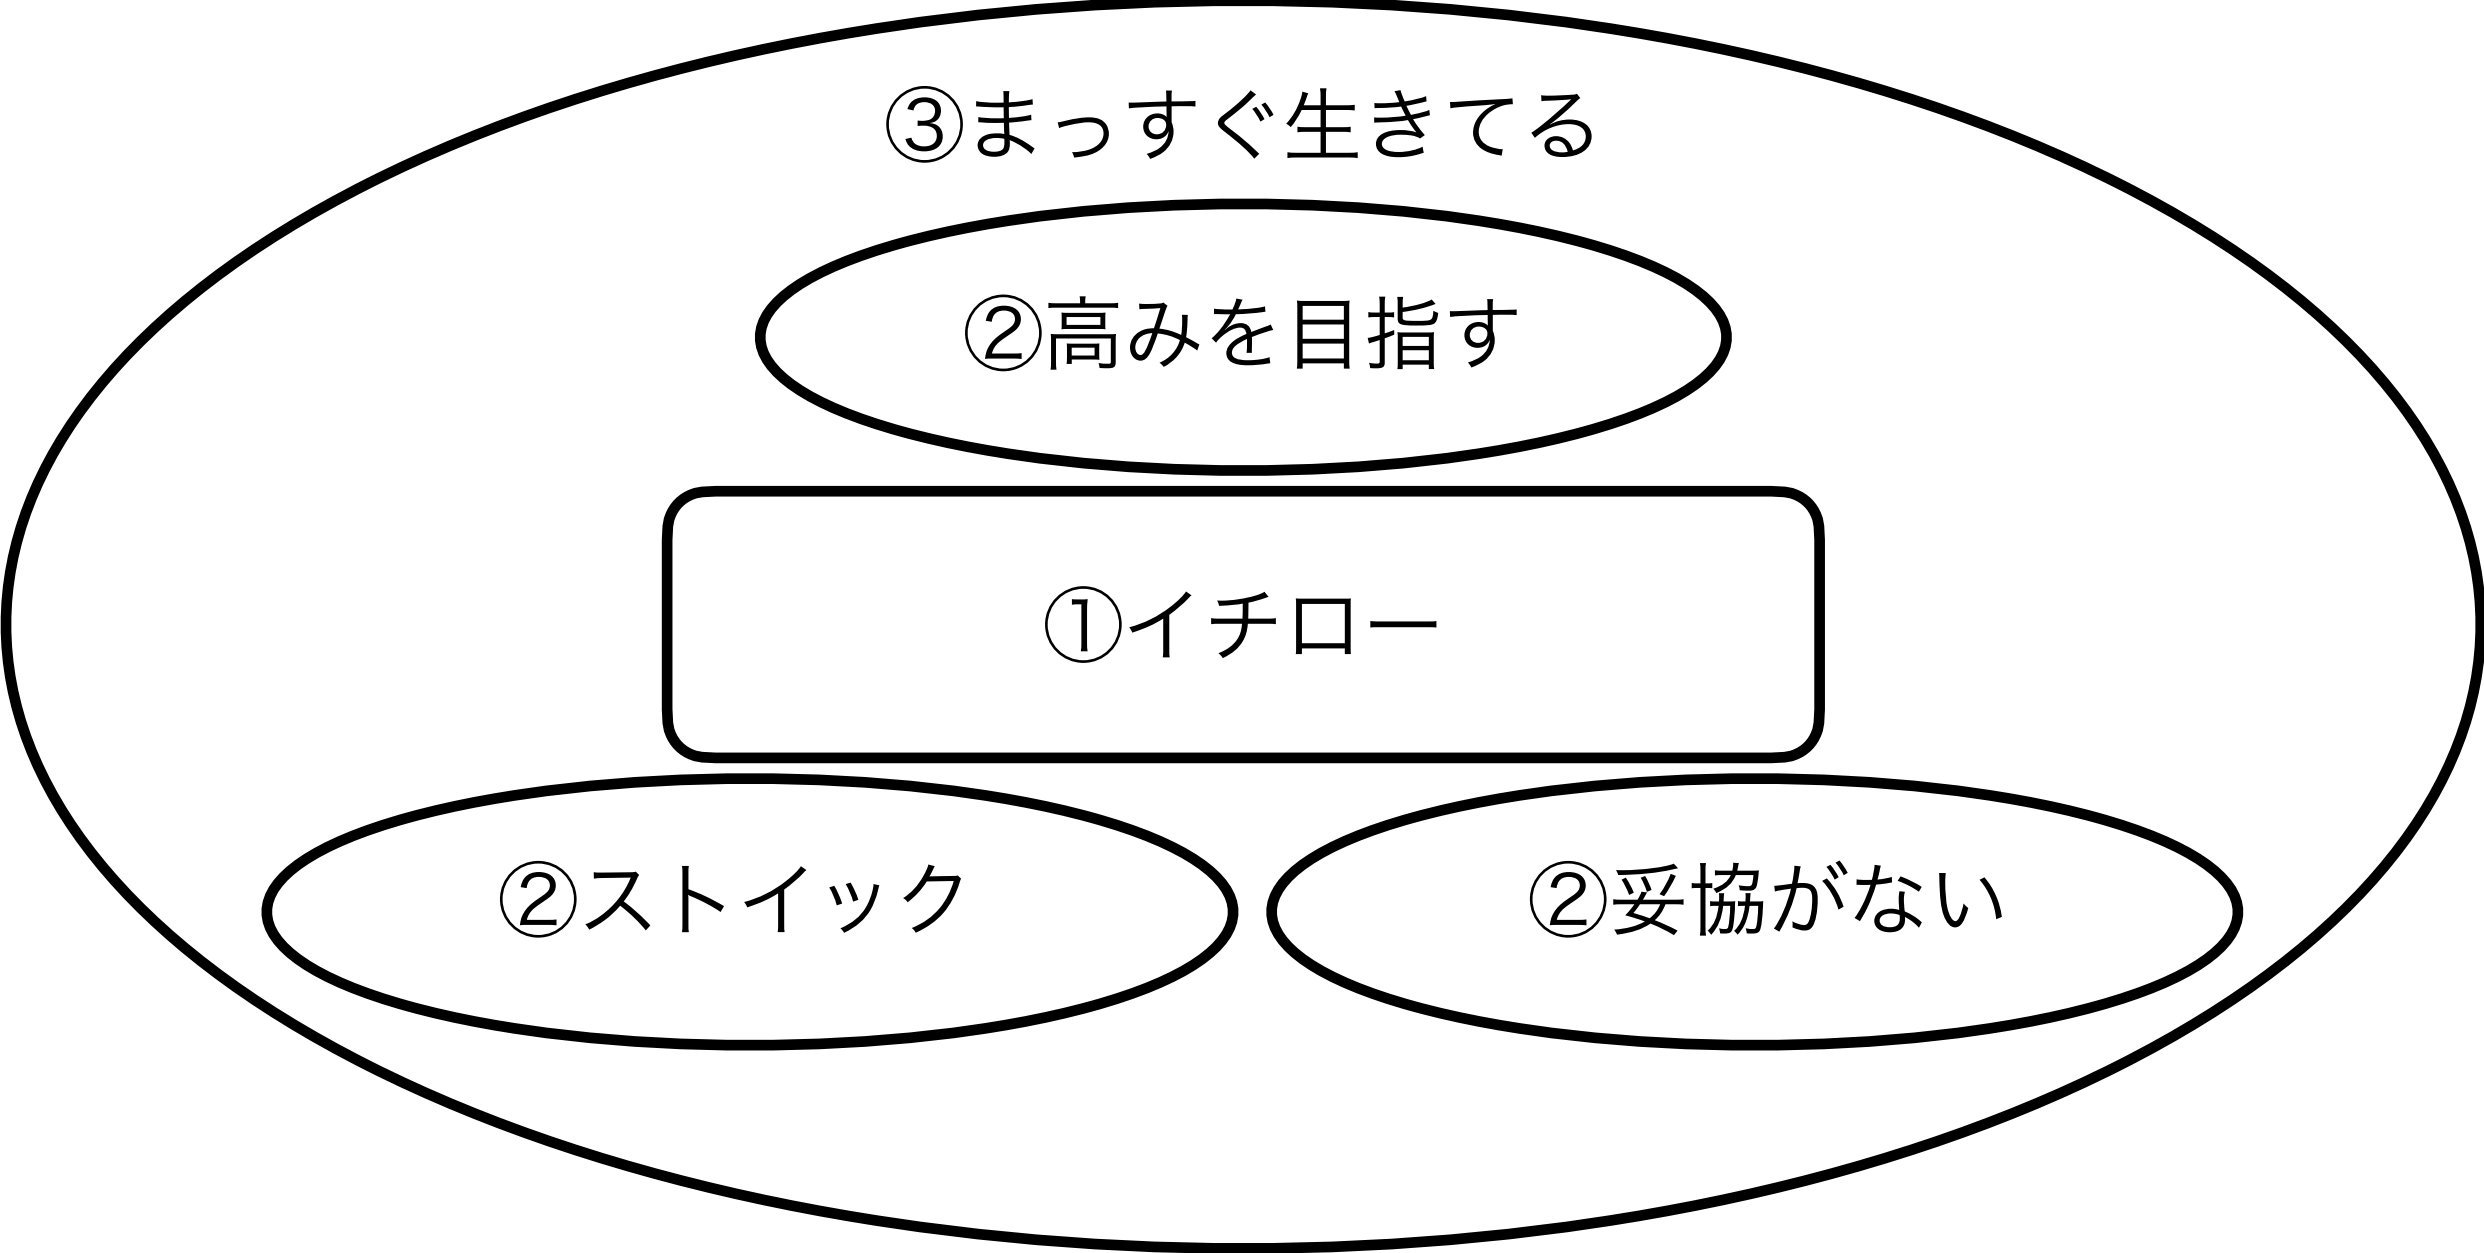 ③まっすぐ生きてる
②高みを目指す
①イチロー
②ストイック
②妥協がない